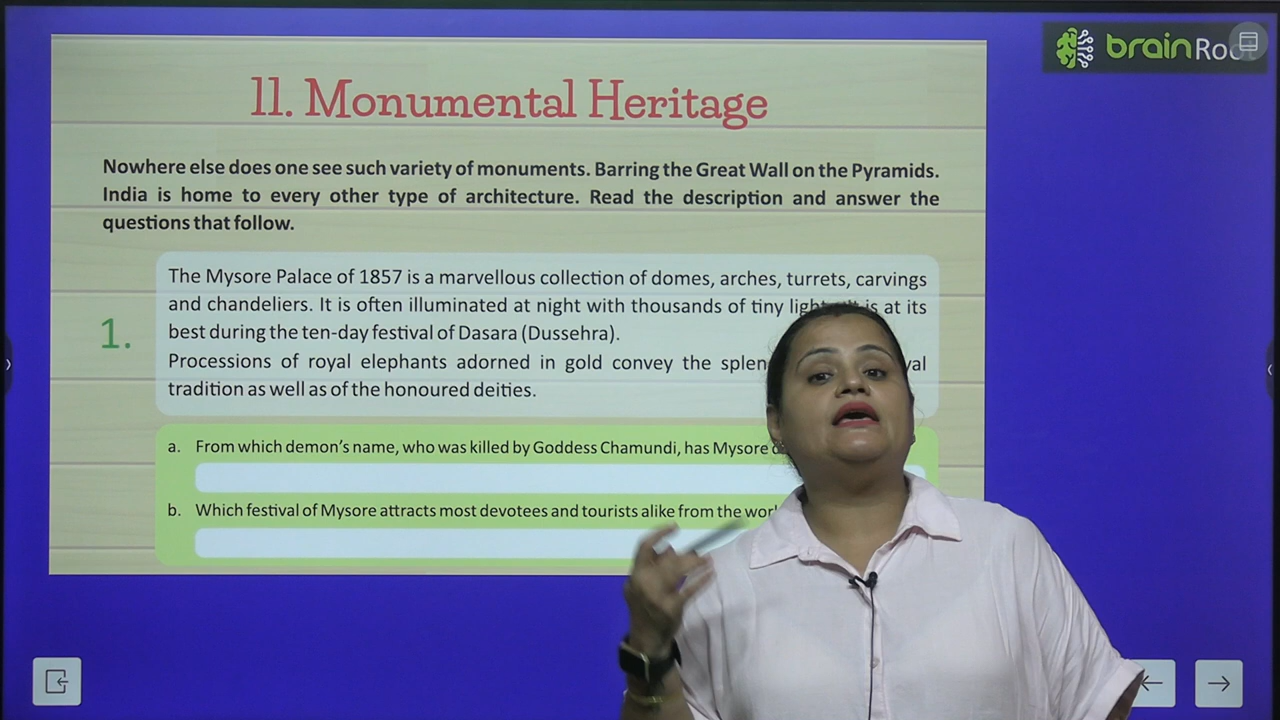 brainRo
11. Monumental Heritage
Nowhere else does one see such variety of monuments. Barring the Great Wall on the Pyramids.
India is home to every other type of architecture. Read the description and answer the
questions that follow.
The Mysore Palace of 1857 is a marvellous collection of domes, arches, turrets, carvings
and chandeliers. It is often illuminated at night with thousands of tiny is at its
1. best during the ten-day festival of Dasara (Dussehra).
Processions of royal elephants adorned in gold convey the
tradition as well as of the honoured deities.
a. From which demon's name, who was killed by Goddess Chamundi, has Mysore
b. Which festival of Mysore attracts most devotees and tourists alike from the